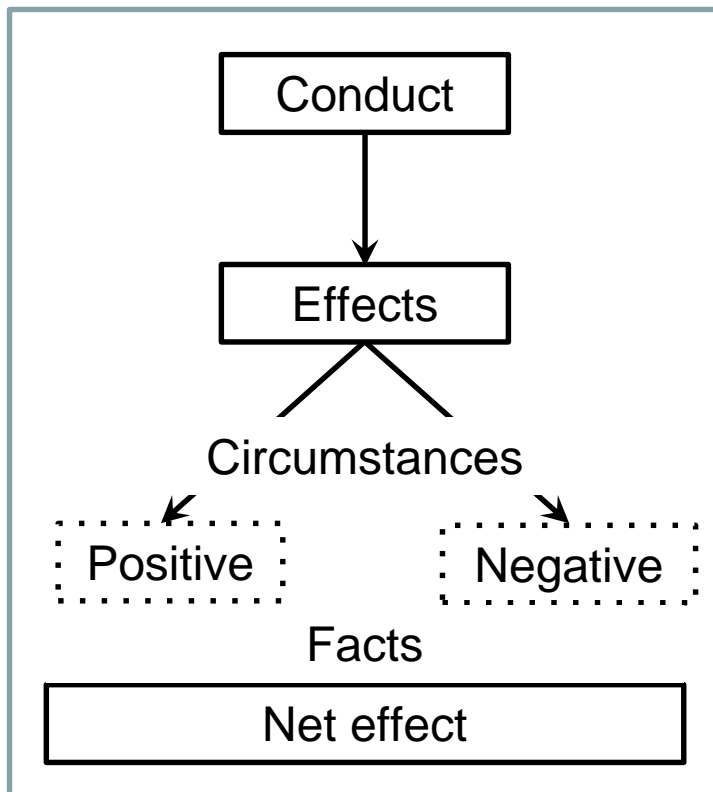 Conduct
Effects
Circumstances
Positive
Negative
Facts
Net effect